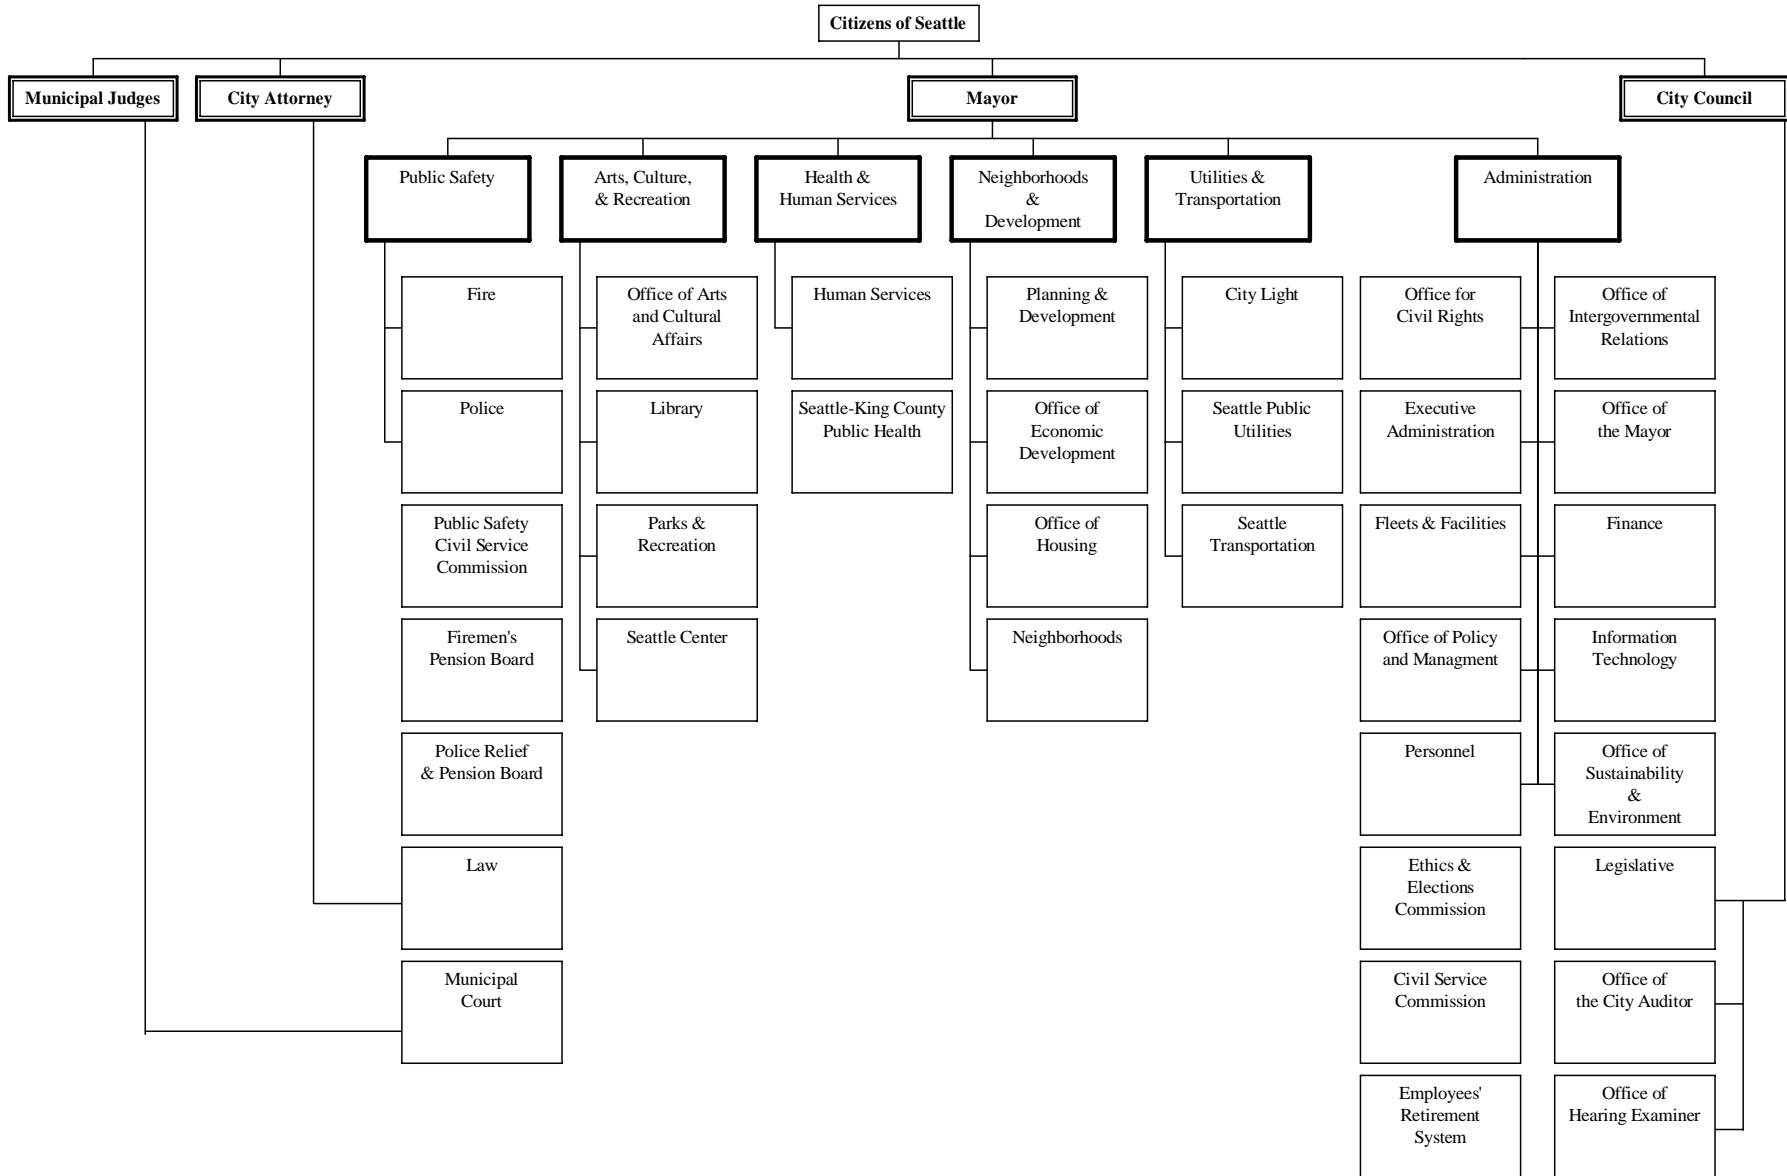 Citizens of Seattle
Municipal Judges
City Attorney
Mayor
City Council
Public Safety
Arts, Culture,
& Recreation
Health &
Human Services
Neighborhoods
&
Development
Utilities &
Transportation
Administration
Fire
Office of Arts
and Cultural
Affairs
Human Services
Planning &
Development
City Light
Office for
Civil Rights
Office of
Intergovernmental
Relations
Police
Library
Seattle-King County
Public Health
Office of
Economic
Development
Seattle Public
Utilities
Executive
Administration
Office of
the Mayor
Public Safety
Civil Service
Commission
Parks &
Recreation
Office of
Housing
Seattle
Transportation
Fleets & Facilities
Finance
Firemen's
Pension Board
Seattle Center
Neighborhoods
Office of Policy
and Managment
Information
Technology
Police Relief
& Pension Board
Personnel
Office of
Sustainability
&
Environment
Law
Ethics &
Elections
Commission
Legislative
Municipal
Court
Civil Service
Commission
Office of
the City Auditor
Employees'
Retirement
System
Office of
Hearing Examiner